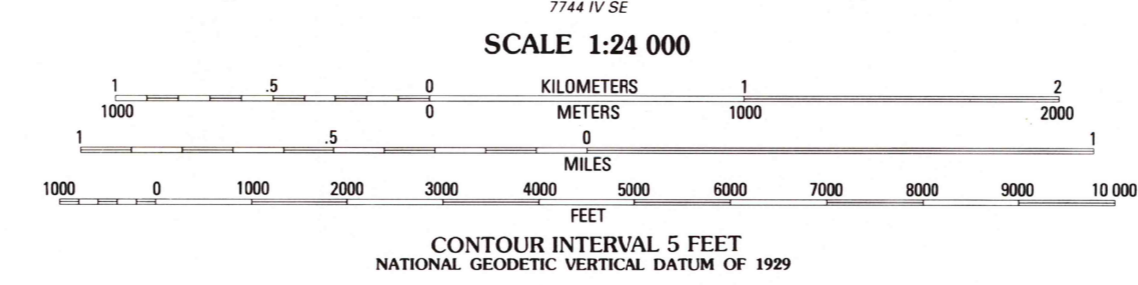 7744 IV SE
SCALE 1:24 000
1 .5 0 KILOMETERS 1 2
1000 0 METERS 1000 2000
1 .5 0 1
MILES
1000 0 1000 2000 3000 4000 5000 6000 7000 8000 9000 10 000
FEET
CONTOUR INTERVAL 5 FEET
NATIONAL GEODETIC VERTICAL DATUM OF 1929